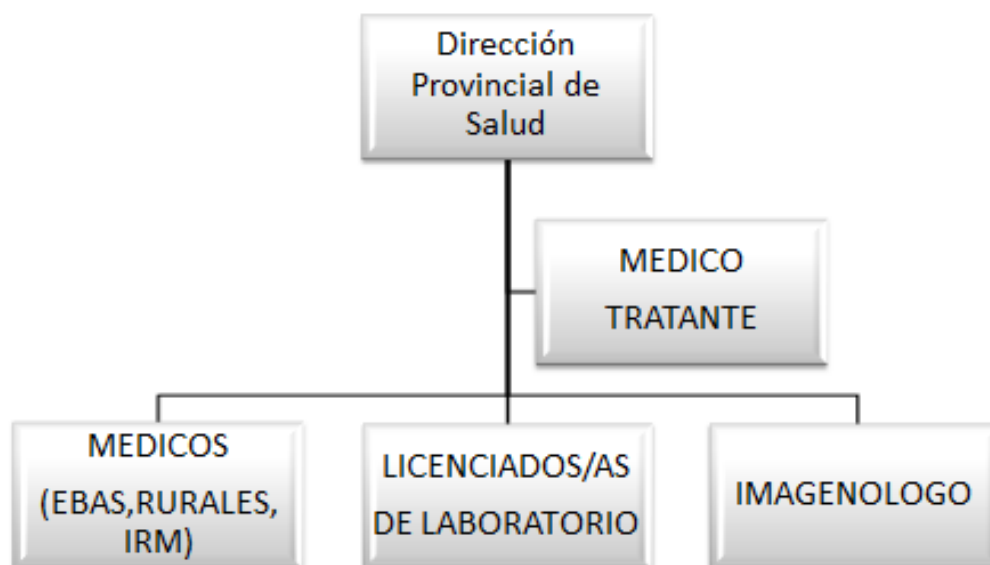 Dirección
Provincial de
Salud
MEDICO
TRATANTE
MEDICOS
(EBAS,RURALES,
IRM)
LICENCIADOS/AS
DE LABORATORIO
IMAGENOLOGO